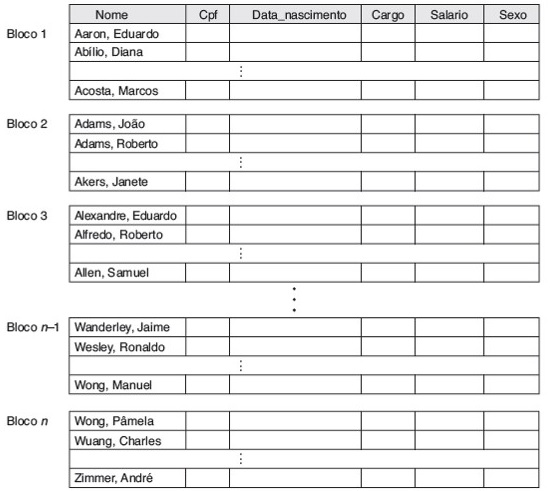 Nome Cpf Data_nascimento Cargo Salario Sexo
Bloco 1 Aaron, Eduardo
Abílio, Diana
⋮
Acosta, Marcos
Bloco 2 Adams, João
Adams, Roberto
⋮
Akers, Janete
Bloco 3 Alexandre, Eduardo
Alfredo, Roberto
⋮
Allen, Samuel
⋮
Bloco n–1 Wanderley, Jaime
Wesley, Ronaldo
⋮
Wong, Manuel
Bloco n Wong, Pâmela
Wuang, Charles
⋮
Zimmer, André